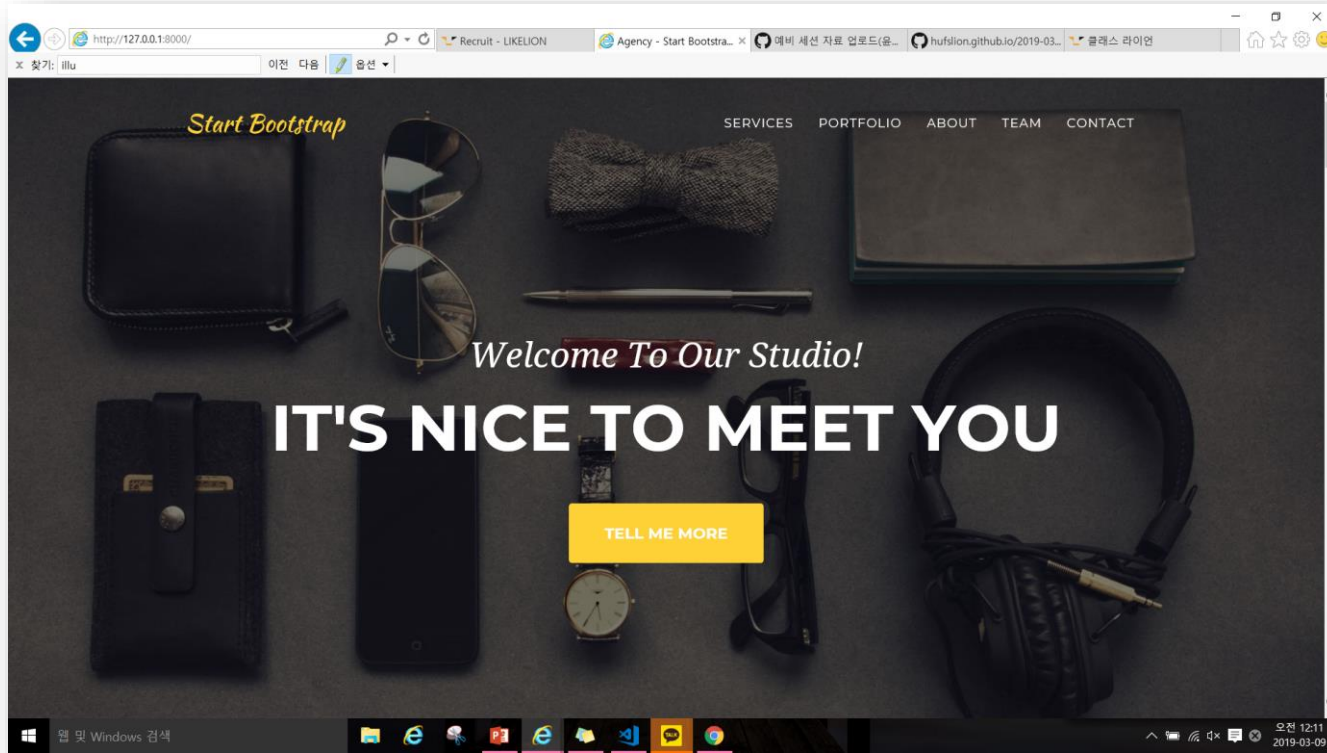 http://127.0.0.1:8000/
Recruit - LIKELION
Agency - Start Bootstra...
예비 세션 자료 업로드(윤...
hufslion.github.io/2019-03...
클래스 라이언
찾기: illu
이전 다음 옵션
Start Bootstrap
SERVICES PORTFOLIO ABOUT TEAM CONTACT
Welcome To Our Studio!
IT'S NICE TO MEET YOU
TELL ME MORE
웹 및 Windows 검색
TALK
오전 12:11
2019-03-09